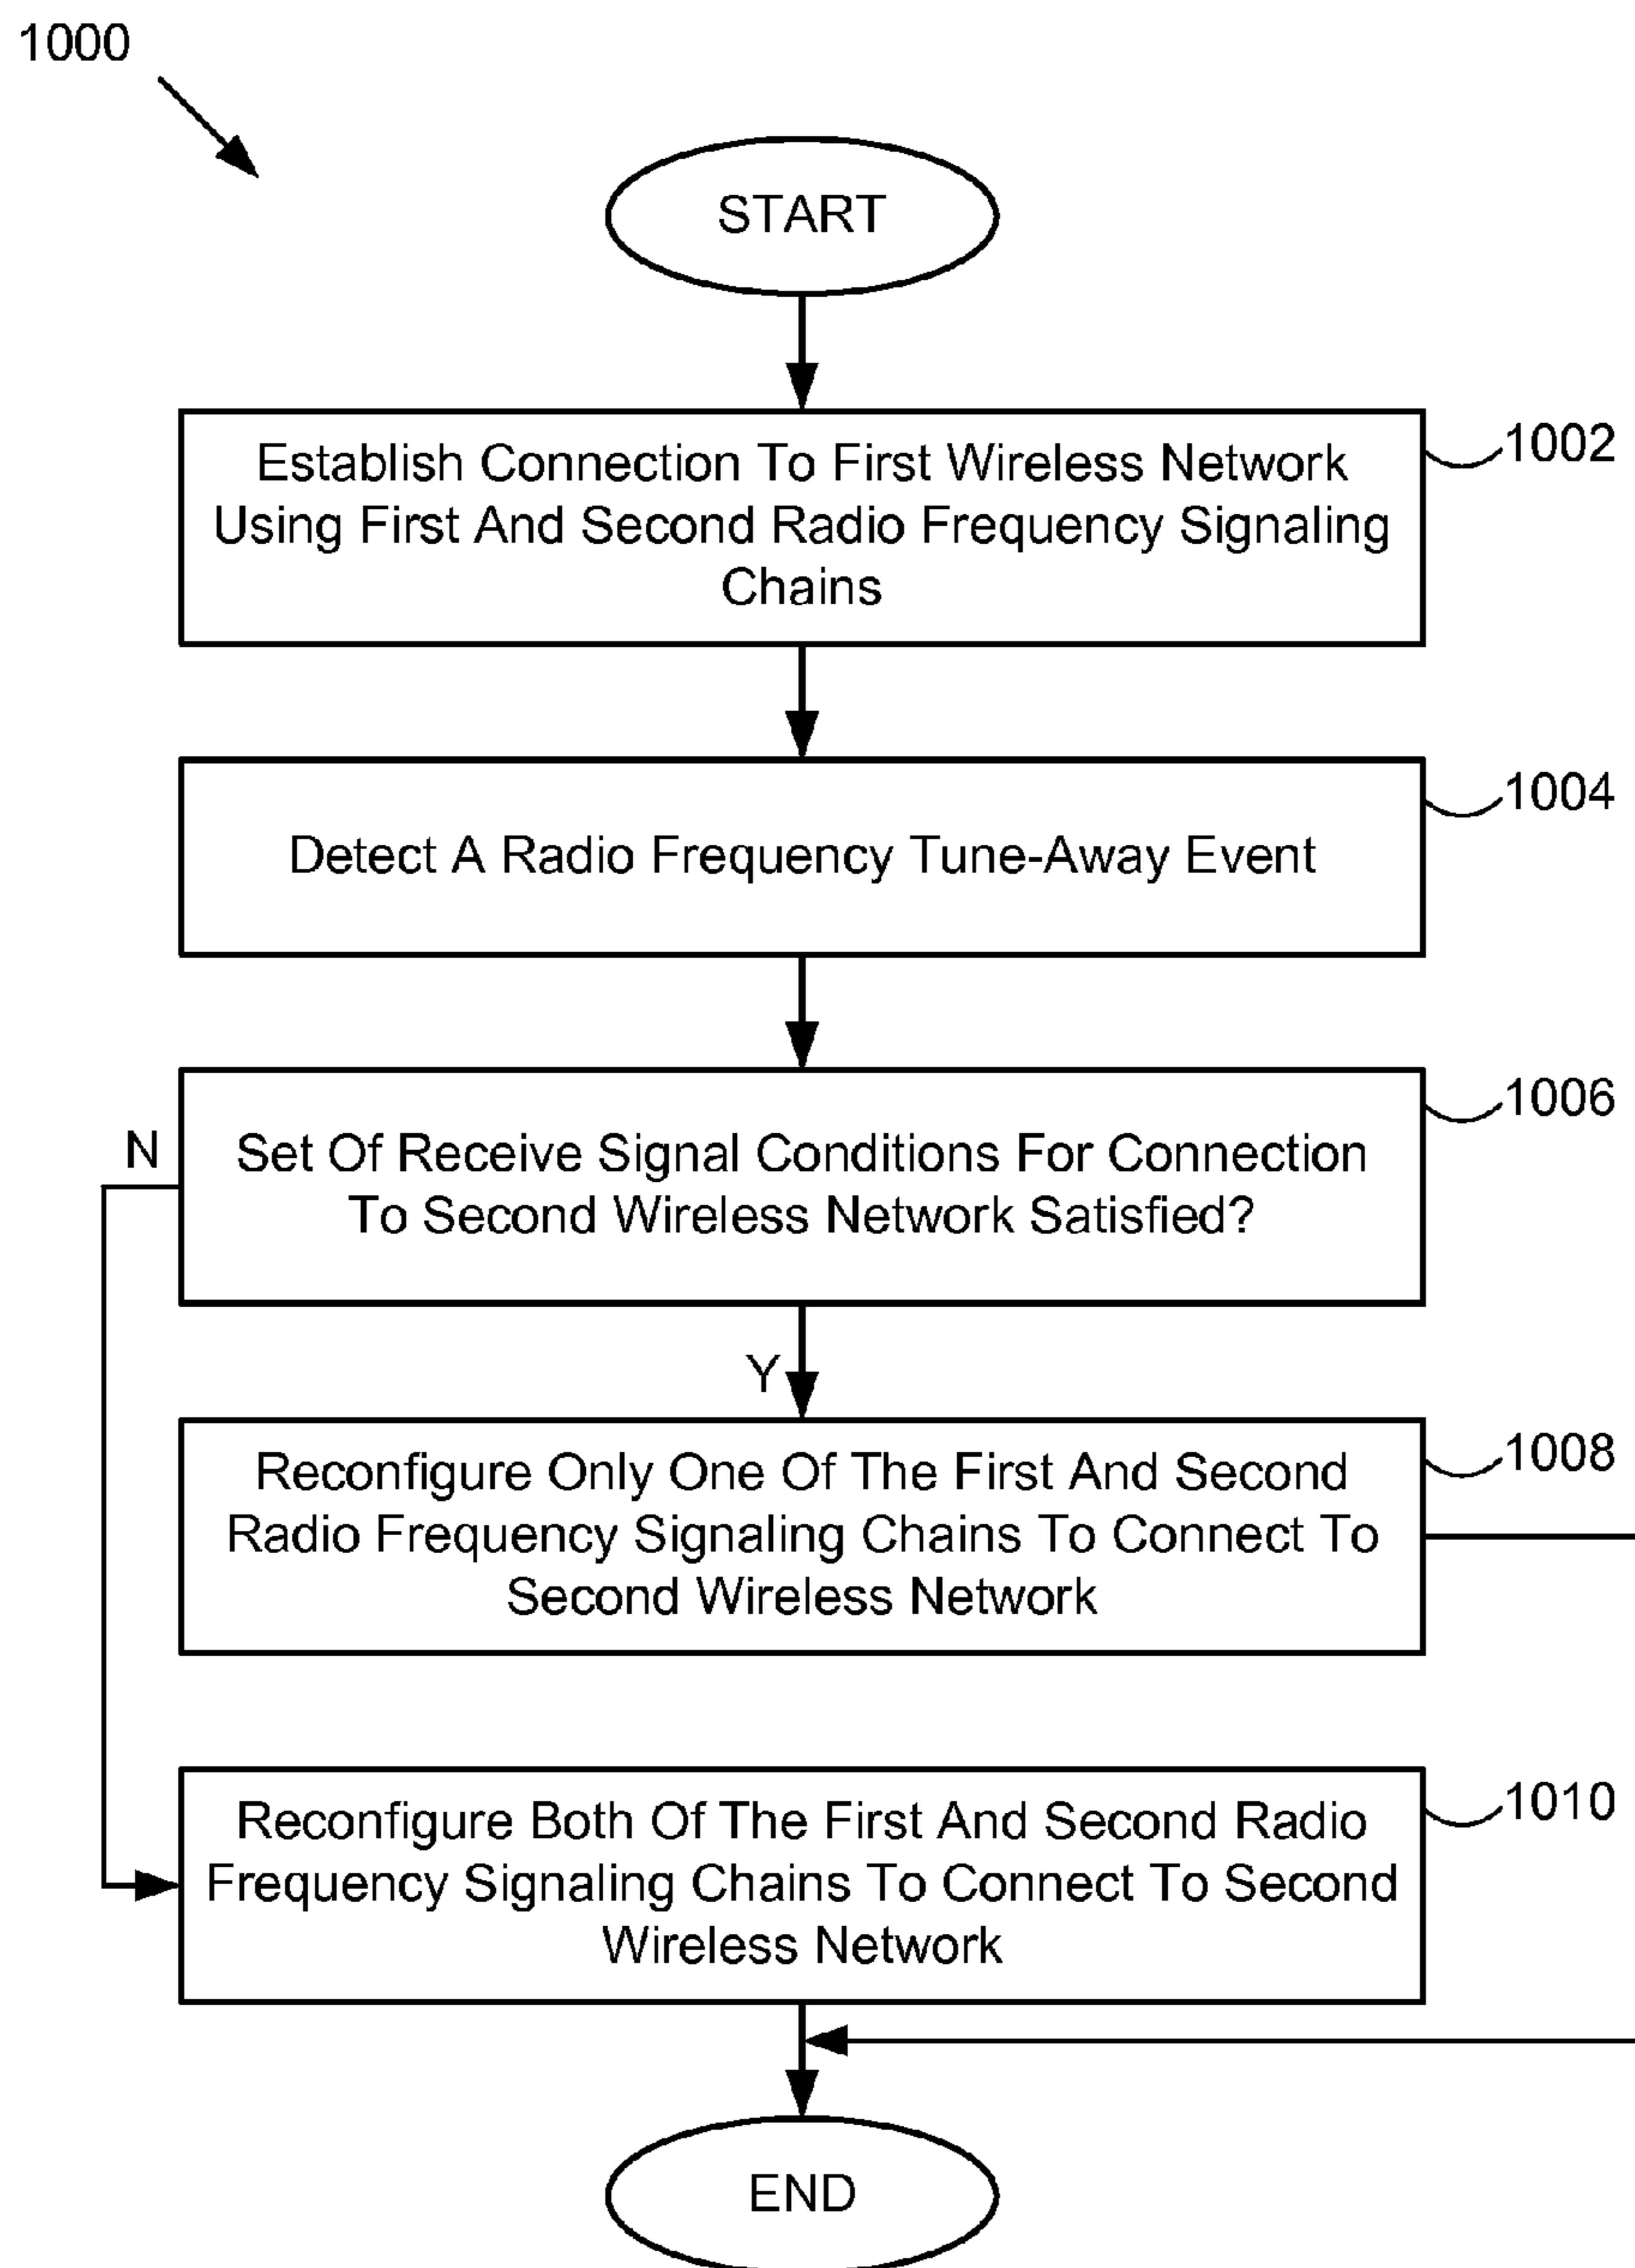 1000
START
Establish Connection To First Wireless Network
Using First And Second Radio Frequency Signaling
Chains
1002
Detect A Radio Frequency Tune-Away Event
1004
Set Of Receive Signal Conditions For Connection
To Second Wireless Network Satisfied?
1006
N
Y
Reconfigure Only One Of The First And Second
Radio Frequency Signaling Chains To Connect To
Second Wireless Network
1008
Reconfigure Both Of The First And Second Radio
Frequency Signaling Chains To Connect To Second
Wireless Network
1010
END